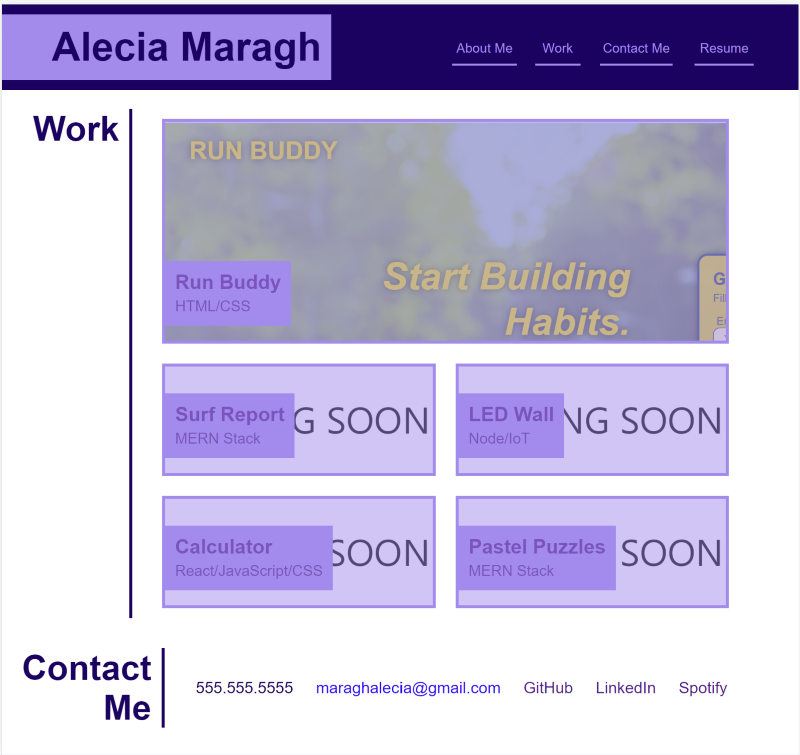 Alecia Maragh
About Me Work Contact Me Resume
Work
RUN BUDDY
Start Building
Habits.
Run Buddy
HTML/CSS
G
Fil
Surf Report
MERN Stack
G SOON
LED Wall
Node/IoT
NG SOON
Calculator
React/JavaScript/CSS
SOON
Pastel Puzzles
MERN Stack
SOON
Contact
Me
555.555.5555 maraghalecia@gmail.com GitHub LinkedIn Spotify